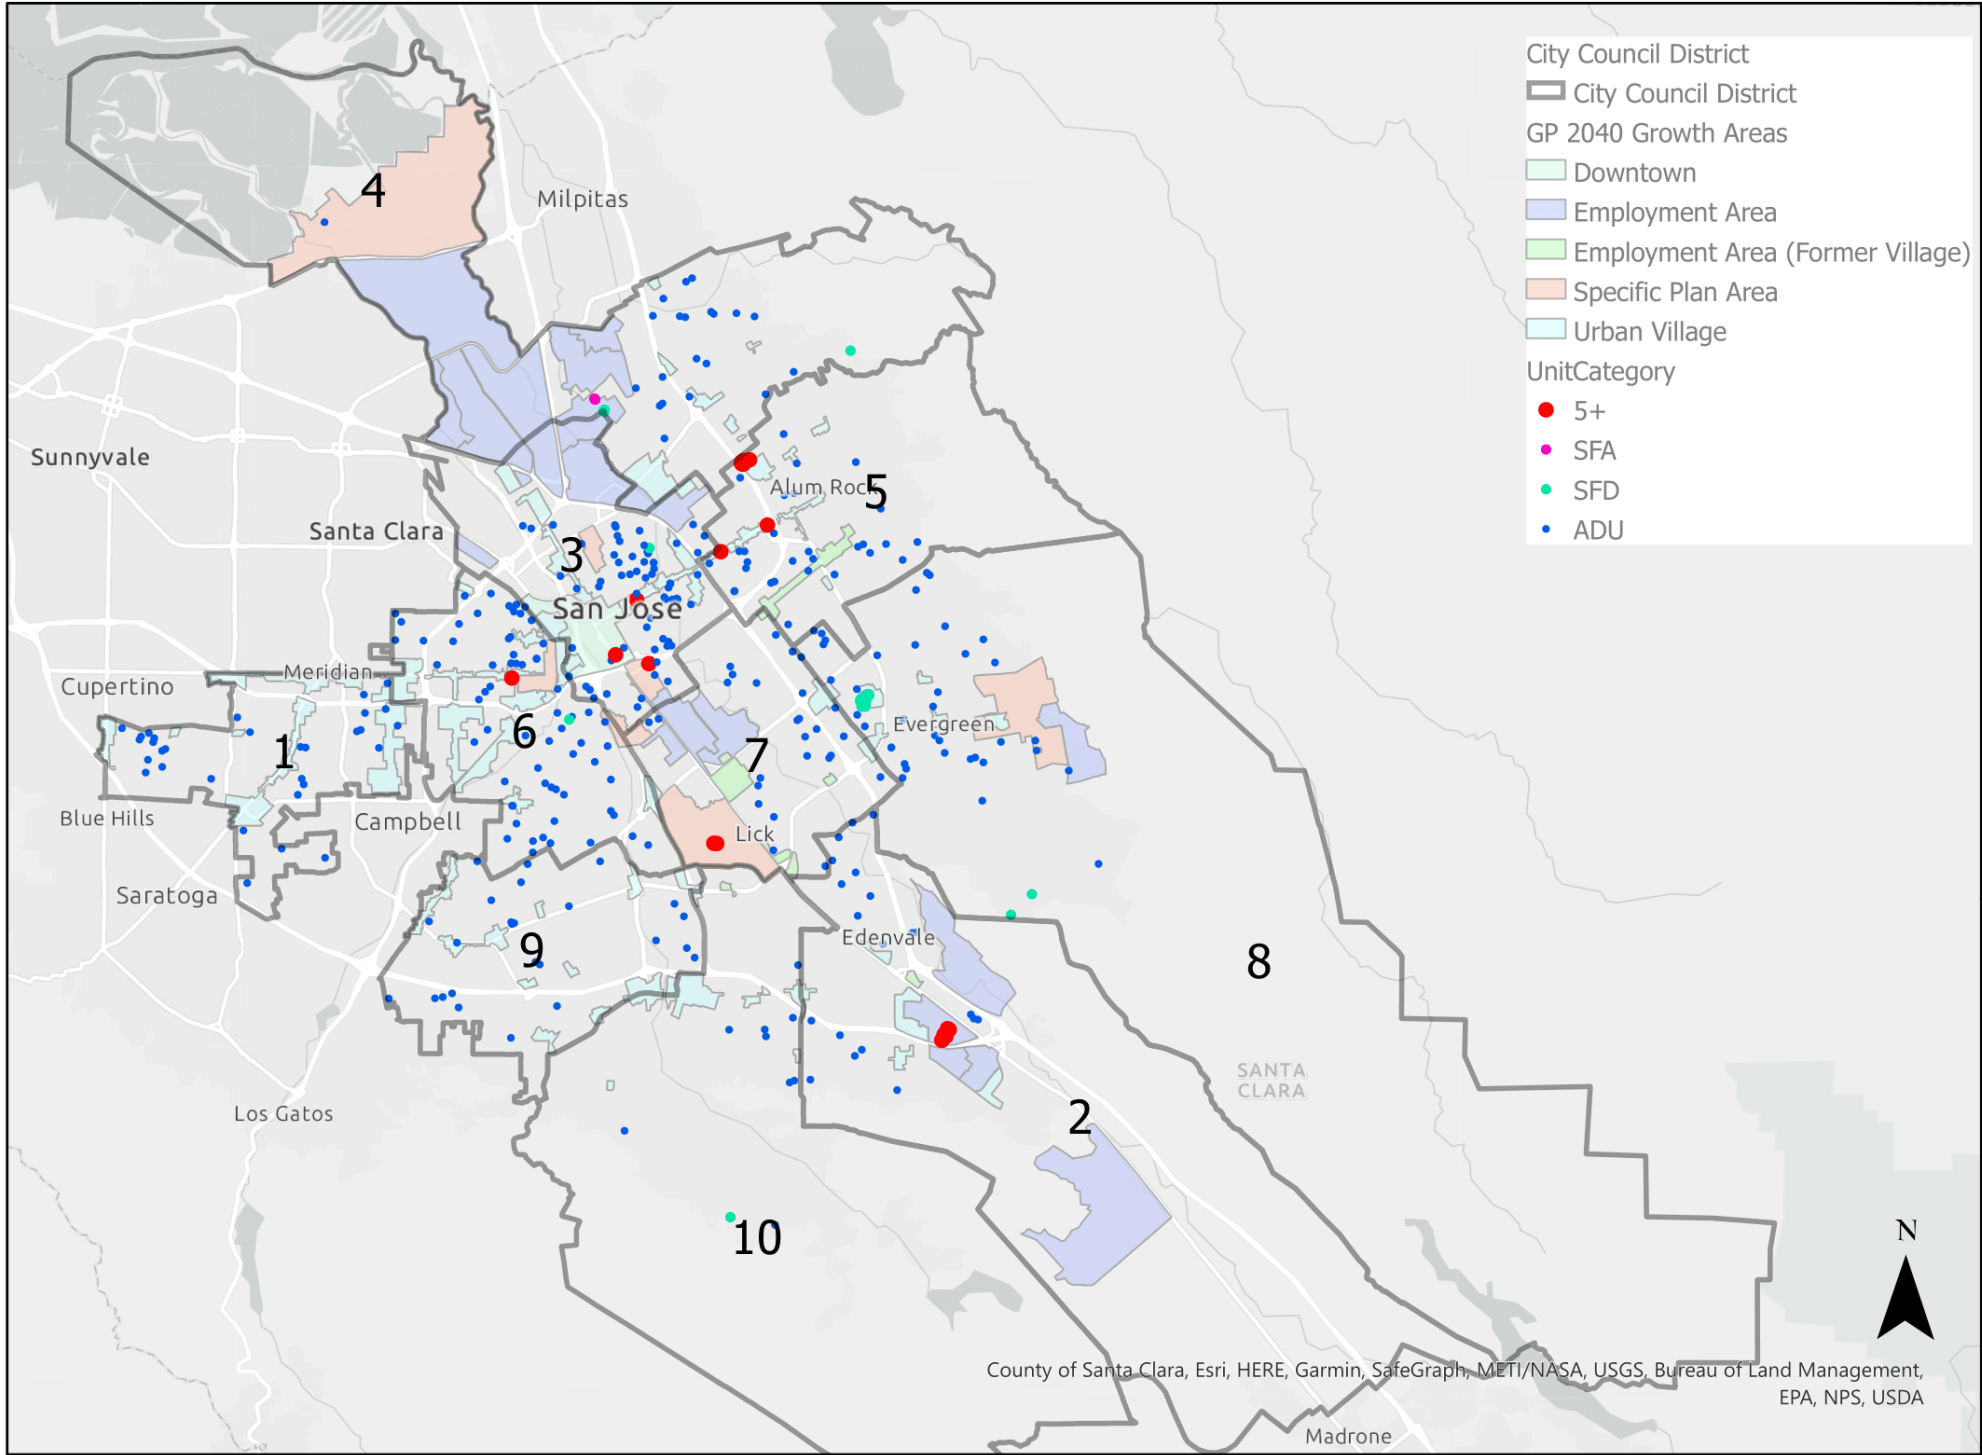 City Council District
City Council District
GP 2040 Growth Areas
Downtown
Employment Area
Employment Area (Former Village)
Specific Plan Area
Urban Village
UnitCategory
5+
SFA
SFD
ADU
4
Milpitas
Sunnyvale
Alum Rock
5
Santa Clara
3
San Jose
Meridian
Cupertino
6
Evergreen
1
7
Blue Hills
Campbell
Lick
Saratoga
9
Edenvale
8
SANTA
CLARA
Los Gatos
2
10
N
County of Santa Clara, Esri, HERE, Garmin, SafeGraph, METI/NASA, USGS, Bureau of Land Management,
EPA, NPS, USDA
Madrone